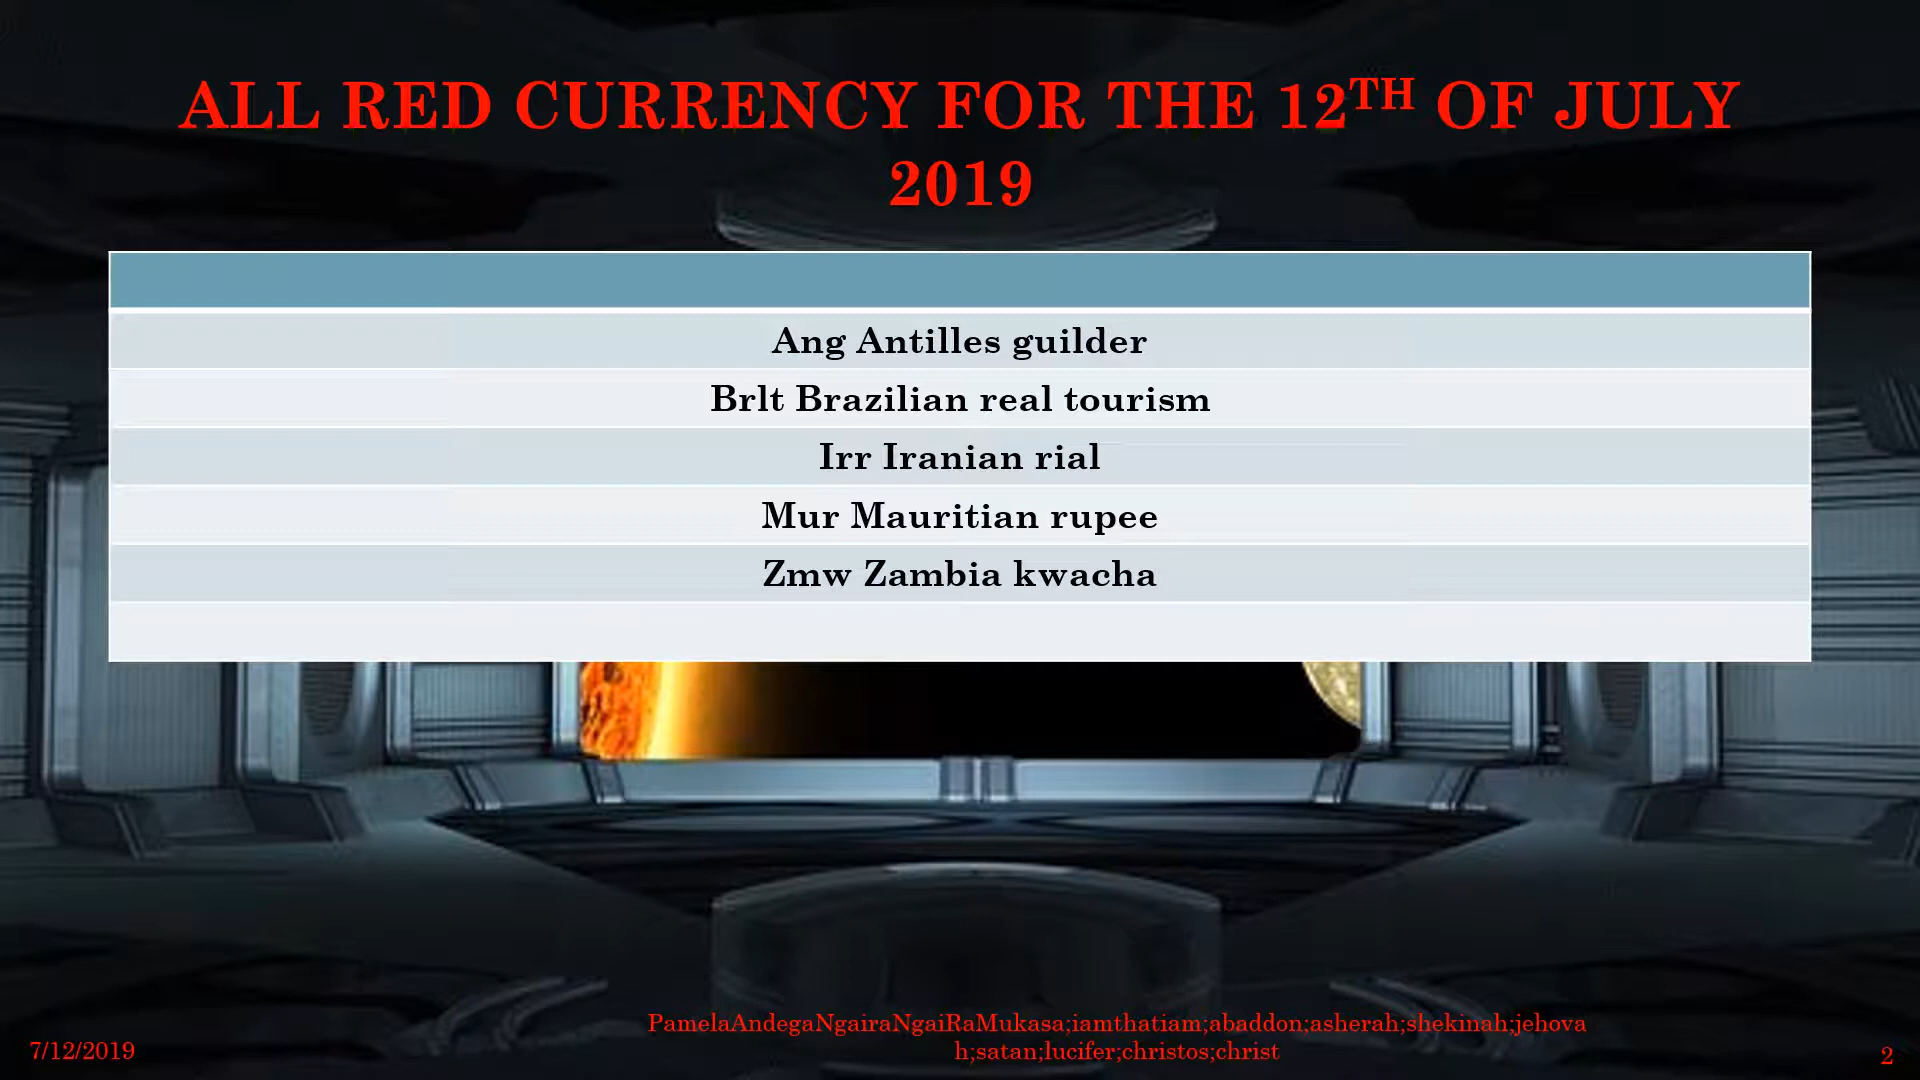 ALL RED CURRENCY FOR THE 12TH OF JULY
2019
Ang Antilles guilder
Brlt Brazilian real tourism
Irr Iranian rial
Mur Mauritian rupee
Zmw Zambia kwacha
PamelaAndegaNgairaNgaiRaMukasa;iamthatiam;abaddon;asherah;shekinah;jehova
h;satan;lucifer;christos;christ
7/12/2019
2